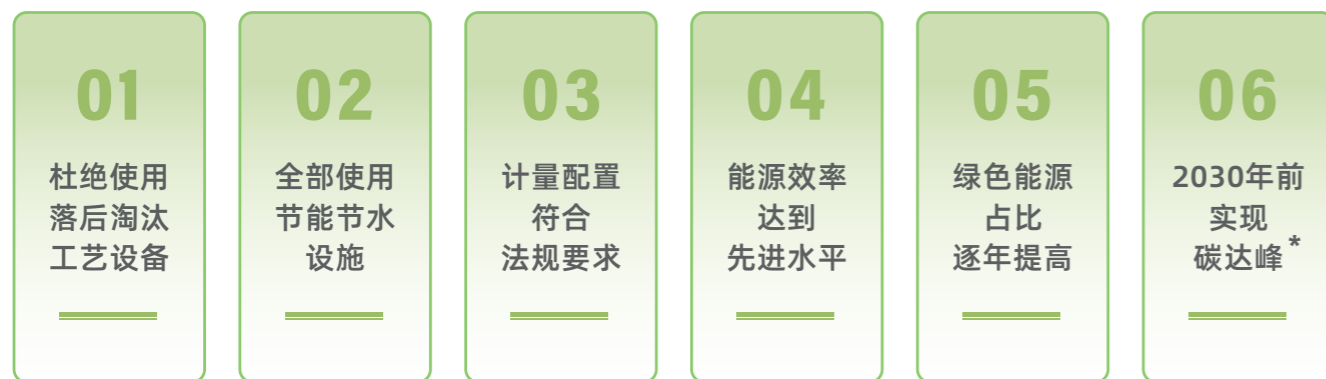 01
杜绝使用
落后淘汰
工艺设备
02
全部使用
节能节水
设施
03
计量配置
符合
法规要求
04
能源效率
达到
先进水平
05
绿色能源
占比
逐年提高
06
2030年前
实现
碳达峰*